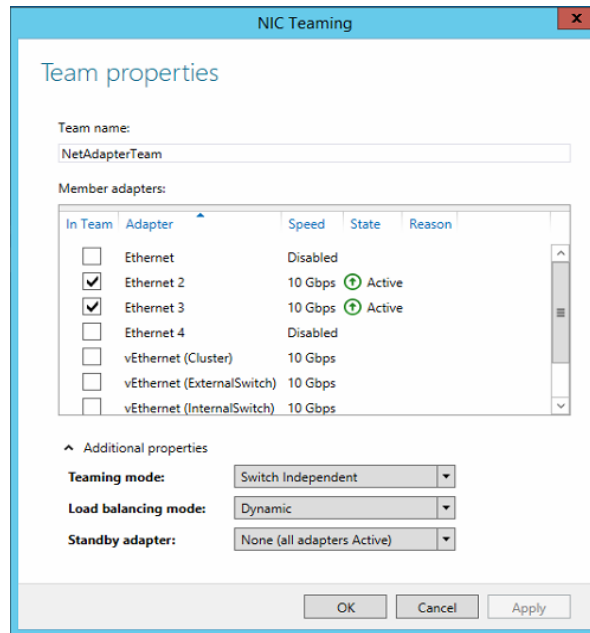 NIC Teaming
x
Team properties
Team name:
NetAdapterTeam
Member adapters:
In Team Adapter Speed State Reason
Ethernet Disabled
Ethernet 2 10 Gbps Active
Ethernet 3 10 Gbps Active
Ethernet 4 Disabled
vEthernet (Cluster) 10 Gbps
vEthernet (ExternalSwitch) 10 Gbps
vEthernet (InternalSwitch) 10 Gbps
Additional properties
Teaming mode: Switch Independent
Load balancing mode: Dynamic
Standby adapter: None (all adapters Active)
OK Cancel Apply